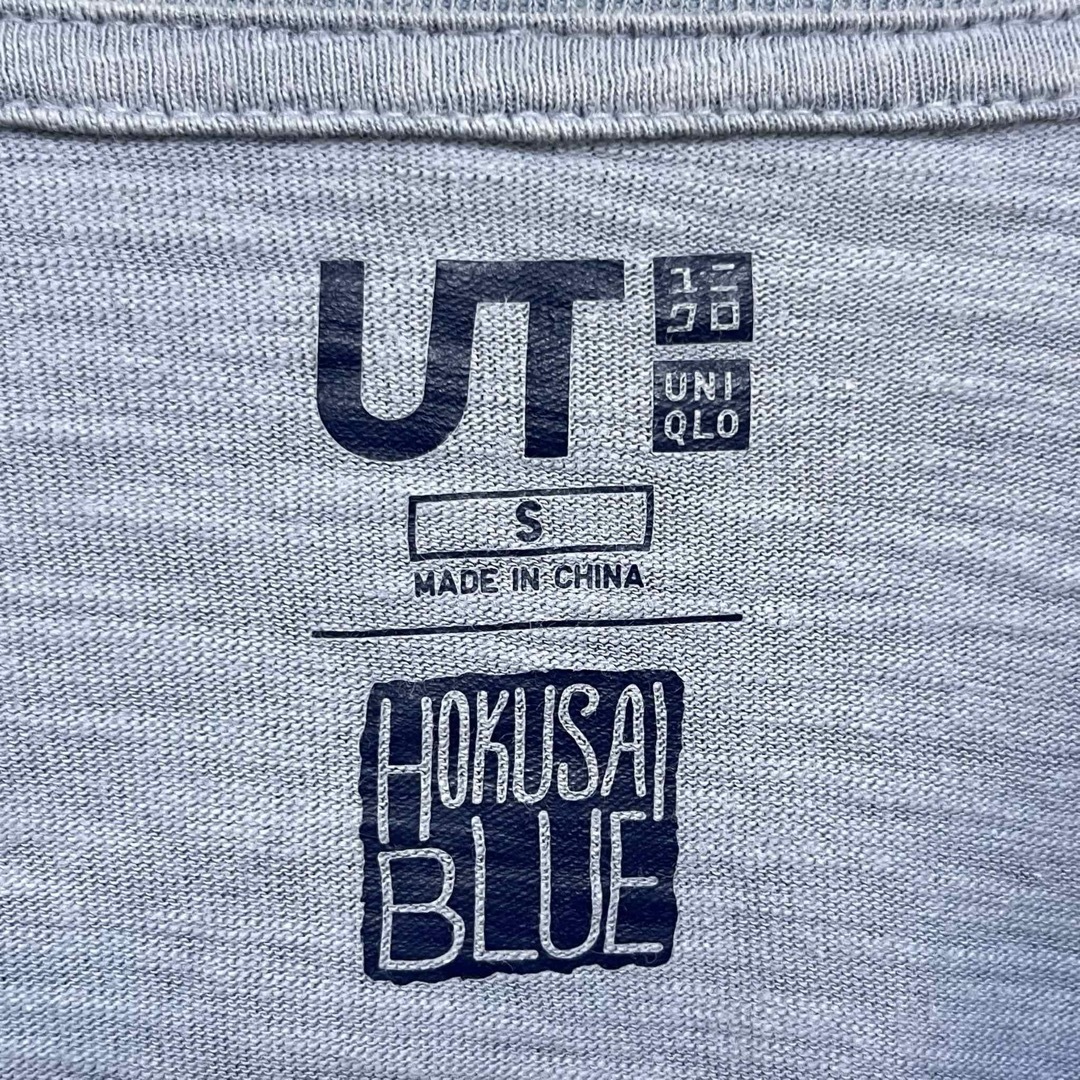 UT
ユニ
クロ
UNI
QLO
S
MADE IN CHINA
HOKUSAI
BLUE